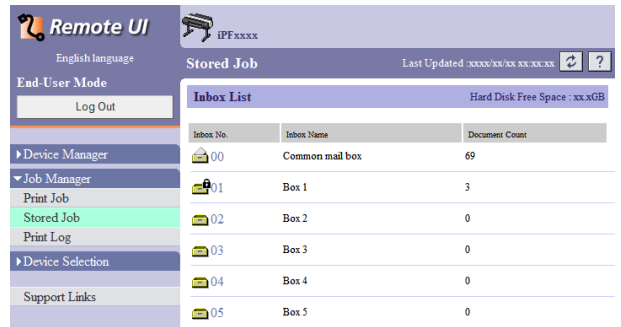 Remote UI
iPFxxxx
English language
Stored Job
Last Updated :xxxx/xx/xx xx:xx:xx
?
End-User Mode
Log Out
Inbox List
Hard Disk Free Space : xx.xGB
Inbox No.
Inbox Name
Document Count
Device Manager
00
Common mail box
69
Job Manager
01
Box 1
3
Print Job
Stored Job
02
Box 2
0
Print Log
03
Box 3
0
Device Selection
04
Box 4
0
Support Links
05
Box 5
0